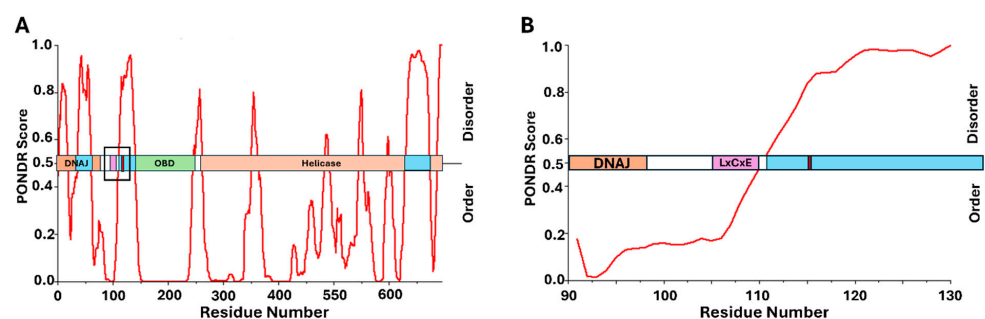 A
PONDR Score
1.0
0.8
0.6
0.5
0.4
0.2
0.0
DNAJ
OBD
Helicase
0
100
200
300
400
550
600
Residue Number
Disorder
Order
B
PONDR Score
1.0
0.8
0.6
0.5
0.4
0.2
0.0
DNAJ
LxCxE
90
100
110
120
130
Residue Number
Disorder
Order